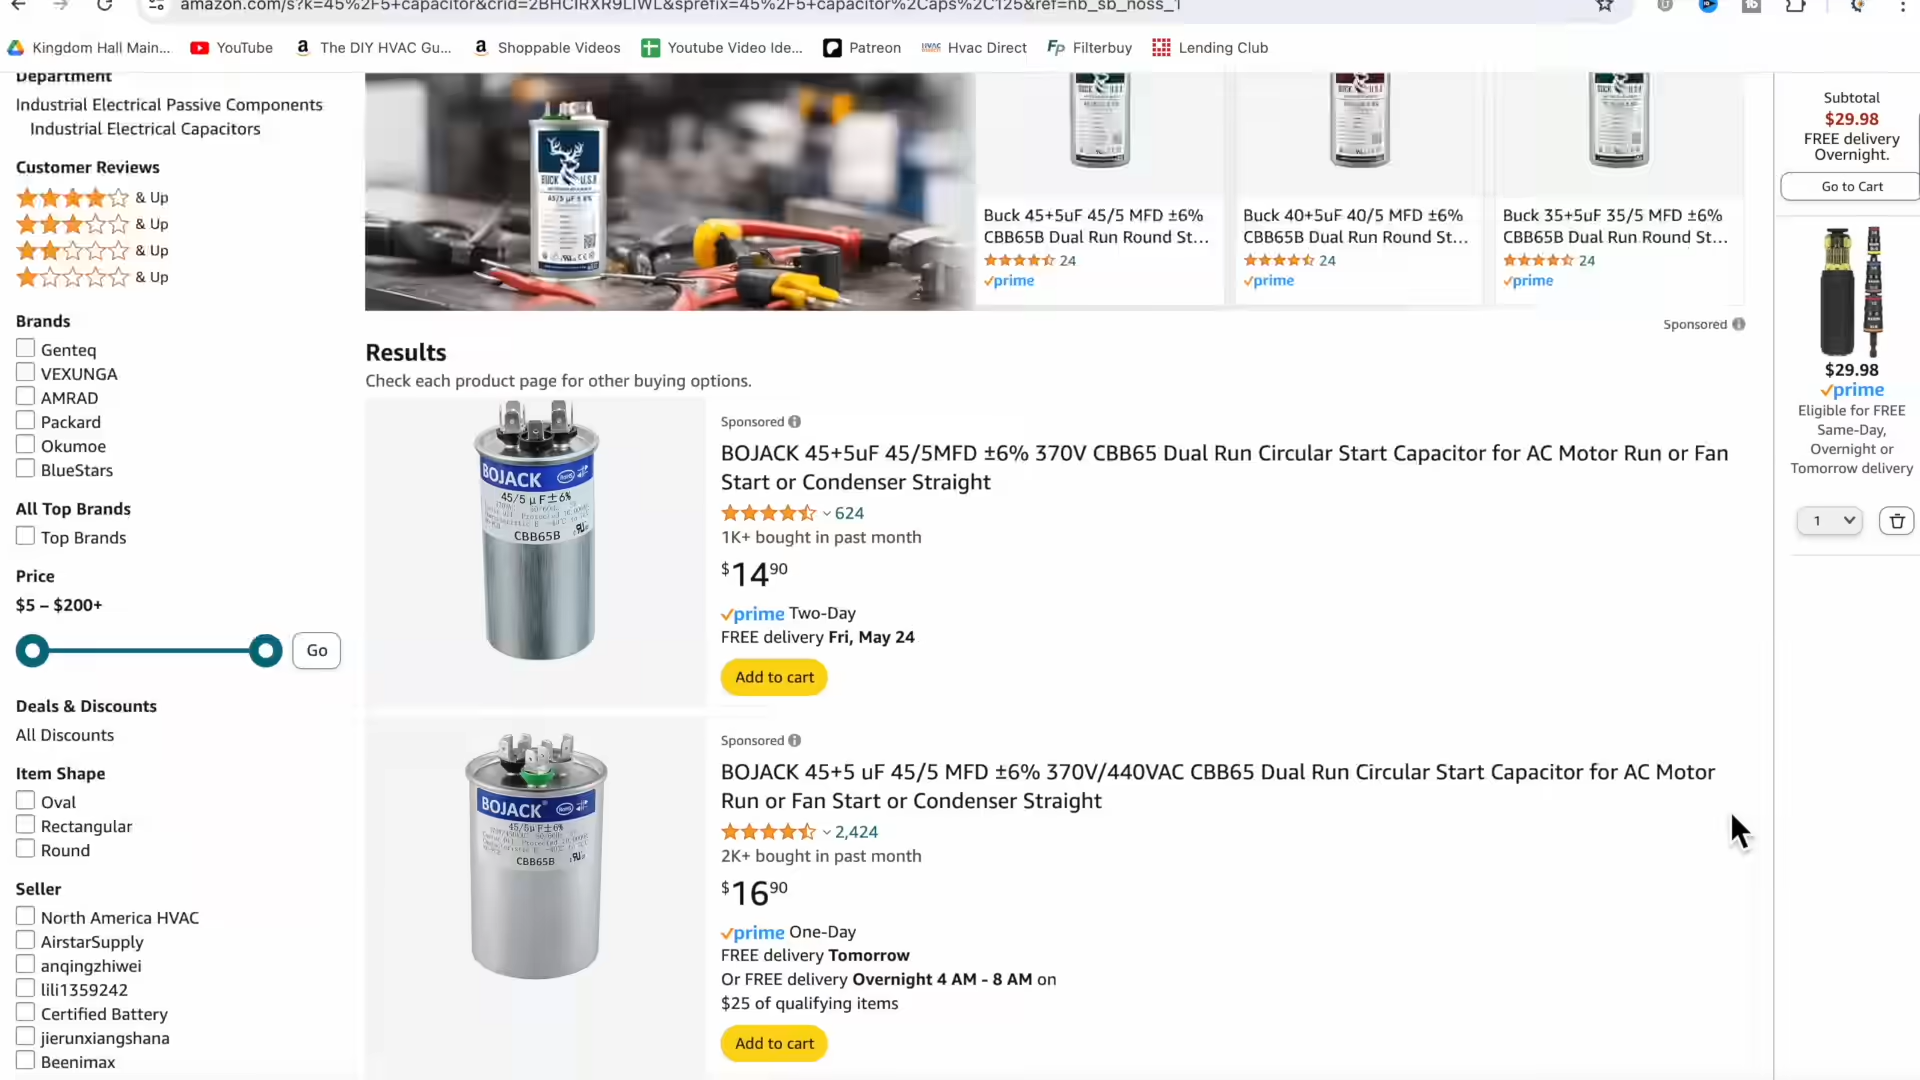 amazon.com/s?k=45%2F5+capacitor&crid=2BHCIRXR9LIWL&sprefix=45%2F5+capacitor%2Caps%2C125&ref=nb_sb_noss_1
Kingdom Hall Main...
YouTube
The DIY HVAC Gu...
Shoppable Videos
Youtube Video Ide...
Patreon
Hvac Direct
Filterbuy
Lending Club
Department
Industrial Electrical Passive Components
Industrial Electrical Capacitors
Customer Reviews
& Up
& Up
& Up
& Up
Brands
Genteq
VEXUNGA
AMRAD
Packard
Okumoe
BlueStars
All Top Brands
Top Brands
Price
$5 – $200+
Go
Deals & Discounts
All Discounts
Item Shape
Oval
Rectangular
Round
Seller
North America HVAC
AirstarSupply
anqingzhiwei
lili1359242
Certified Battery
jierunxiangshana
Beenimax
BUCK U.S.A
45/5 µF ± 6%
Buck 45+5uF 45/5 MFD ±6%
CBB65B Dual Run Round St...
24
prime
Buck 40+5uF 40/5 MFD ±6%
CBB65B Dual Run Round St...
24
prime
Buck 35+5uF 35/5 MFD ±6%
CBB65B Dual Run Round St...
24
prime
Sponsored
Results
Check each product page for other buying options.
BOJACK
45/5 µF±6%
CBB65B
Sponsored
BOJACK 45+5uF 45/5MFD ±6% 370V CBB65 Dual Run Circular Start Capacitor for AC Motor Run or Fan
Start or Condenser Straight
624
1K+ bought in past month
$14.90
prime Two-Day
FREE delivery Fri, May 24
Add to cart
BOJACK
45/5µF±6%
CBB65B
Sponsored
BOJACK 45+5 uF 45/5 MFD ±6% 370V/440VAC CBB65 Dual Run Circular Start Capacitor for AC Motor
Run or Fan Start or Condenser Straight
2,424
2K+ bought in past month
$16.90
prime One-Day
FREE delivery Tomorrow
Or FREE delivery Overnight 4 AM - 8 AM on
$25 of qualifying items
Add to cart
Subtotal
$29.98
FREE delivery
Overnight.
Go to Cart
$29.98
prime
Eligible for FREE
Same-Day,
Overnight or
Tomorrow delivery
1